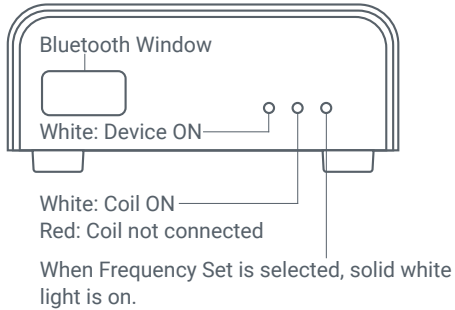 Bluetooth Window
White: Device ON
White: Coil ON
Red: Coil not connected
When Frequency Set is selected, solid white
light is on.